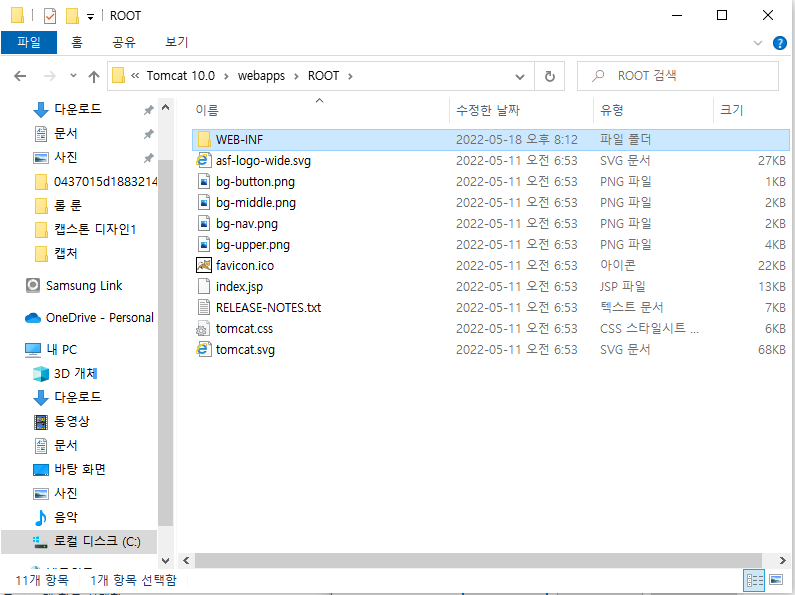 ROOT
파일 홈 공유 보기
« Tomcat 10.0 › webapps › ROOT › ROOT 검색
이름 수정한 날짜 유형 크기
다운로드
문서
사진
0437015d1883214
롤 룬
캡스톤 디자인1
캡처
Samsung Link
OneDrive - Personal
내 PC
3D 개체
다운로드
동영상
문서
바탕 화면
사진
음악
로컬 디스크 (C:)
WEB-INF 2022-05-18 오후 8:12 파일 폴더
asf-logo-wide.svg 2022-05-11 오전 6:53 SVG 문서 27KB
bg-button.png 2022-05-11 오전 6:53 PNG 파일 1KB
bg-middle.png 2022-05-11 오전 6:53 PNG 파일 2KB
bg-nav.png 2022-05-11 오전 6:53 PNG 파일 2KB
bg-upper.png 2022-05-11 오전 6:53 PNG 파일 4KB
favicon.ico 2022-05-11 오전 6:53 아이콘 22KB
index.jsp 2022-05-11 오전 6:53 JSP 파일 13KB
RELEASE-NOTES.txt 2022-05-11 오전 6:53 텍스트 문서 7KB
tomcat.css 2022-05-11 오전 6:53 CSS 스타일시트 ... 6KB
tomcat.svg 2022-05-11 오전 6:53 SVG 문서 68KB
11개 항목 1개 항목 선택함